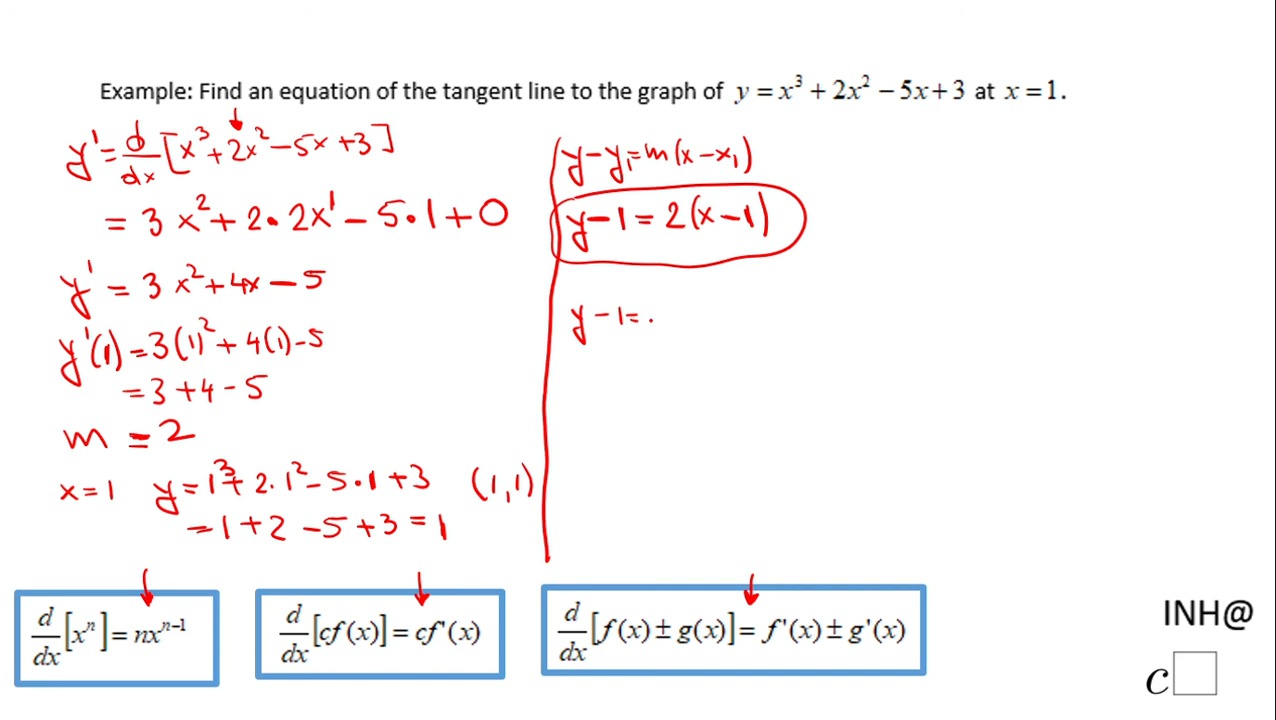 Example: Find an equation of the tangent line to the graph of y = x³ + 2x² − 5x + 3 at x = 1.
y' = d/dx [x³ + 2x² − 5x + 3]
= 3x² + 2·2x¹ − 5·1 + 0
y' = 3x² + 4x − 5
y'(1) = 3(1)² + 4(1) − 5
= 3 + 4 − 5
m = 2
x = 1 y = 1³ + 2·1² − 5·1 + 3 (1,1)
= 1 + 2 − 5 + 3 = 1
y − y₁ = m(x − x₁)
y − 1 = 2(x − 1)
y − 1 = .
d/dx [xⁿ] = nxⁿ⁻¹
d/dx [cf(x)] = cf'(x)
d/dx [f(x) ± g(x)] = f'(x) ± g'(x)
INH@
c